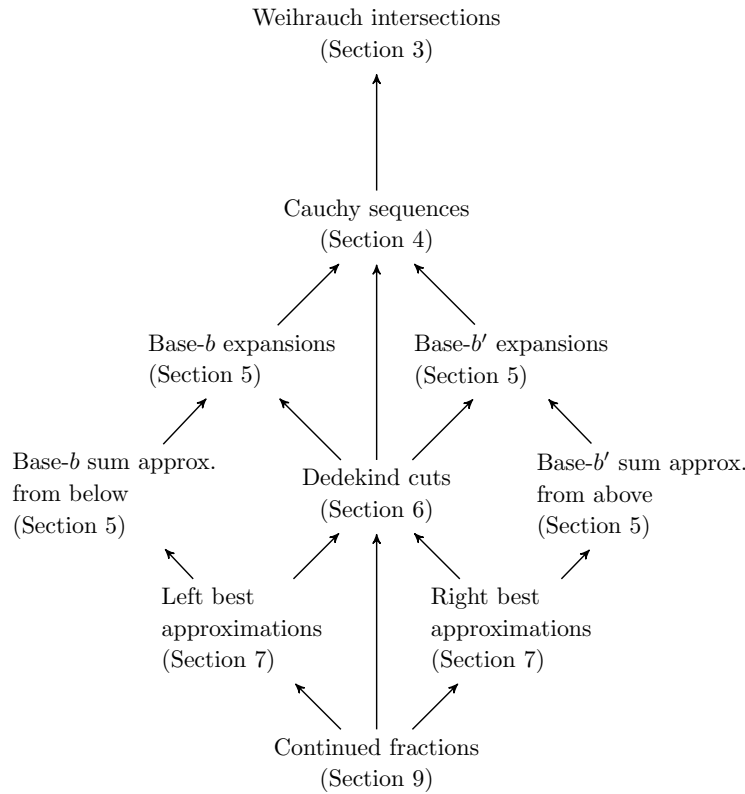 Weihrauch intersections
(Section 3)
Cauchy sequences
(Section 4)
Base-b expansions
(Section 5)
Base-b′ expansions
(Section 5)
Base-b sum approx.
from below
(Section 5)
Dedekind cuts
(Section 6)
Base-b′ sum approx.
from above
(Section 5)
Left best
approximations
(Section 7)
Right best
approximations
(Section 7)
Continued fractions
(Section 9)